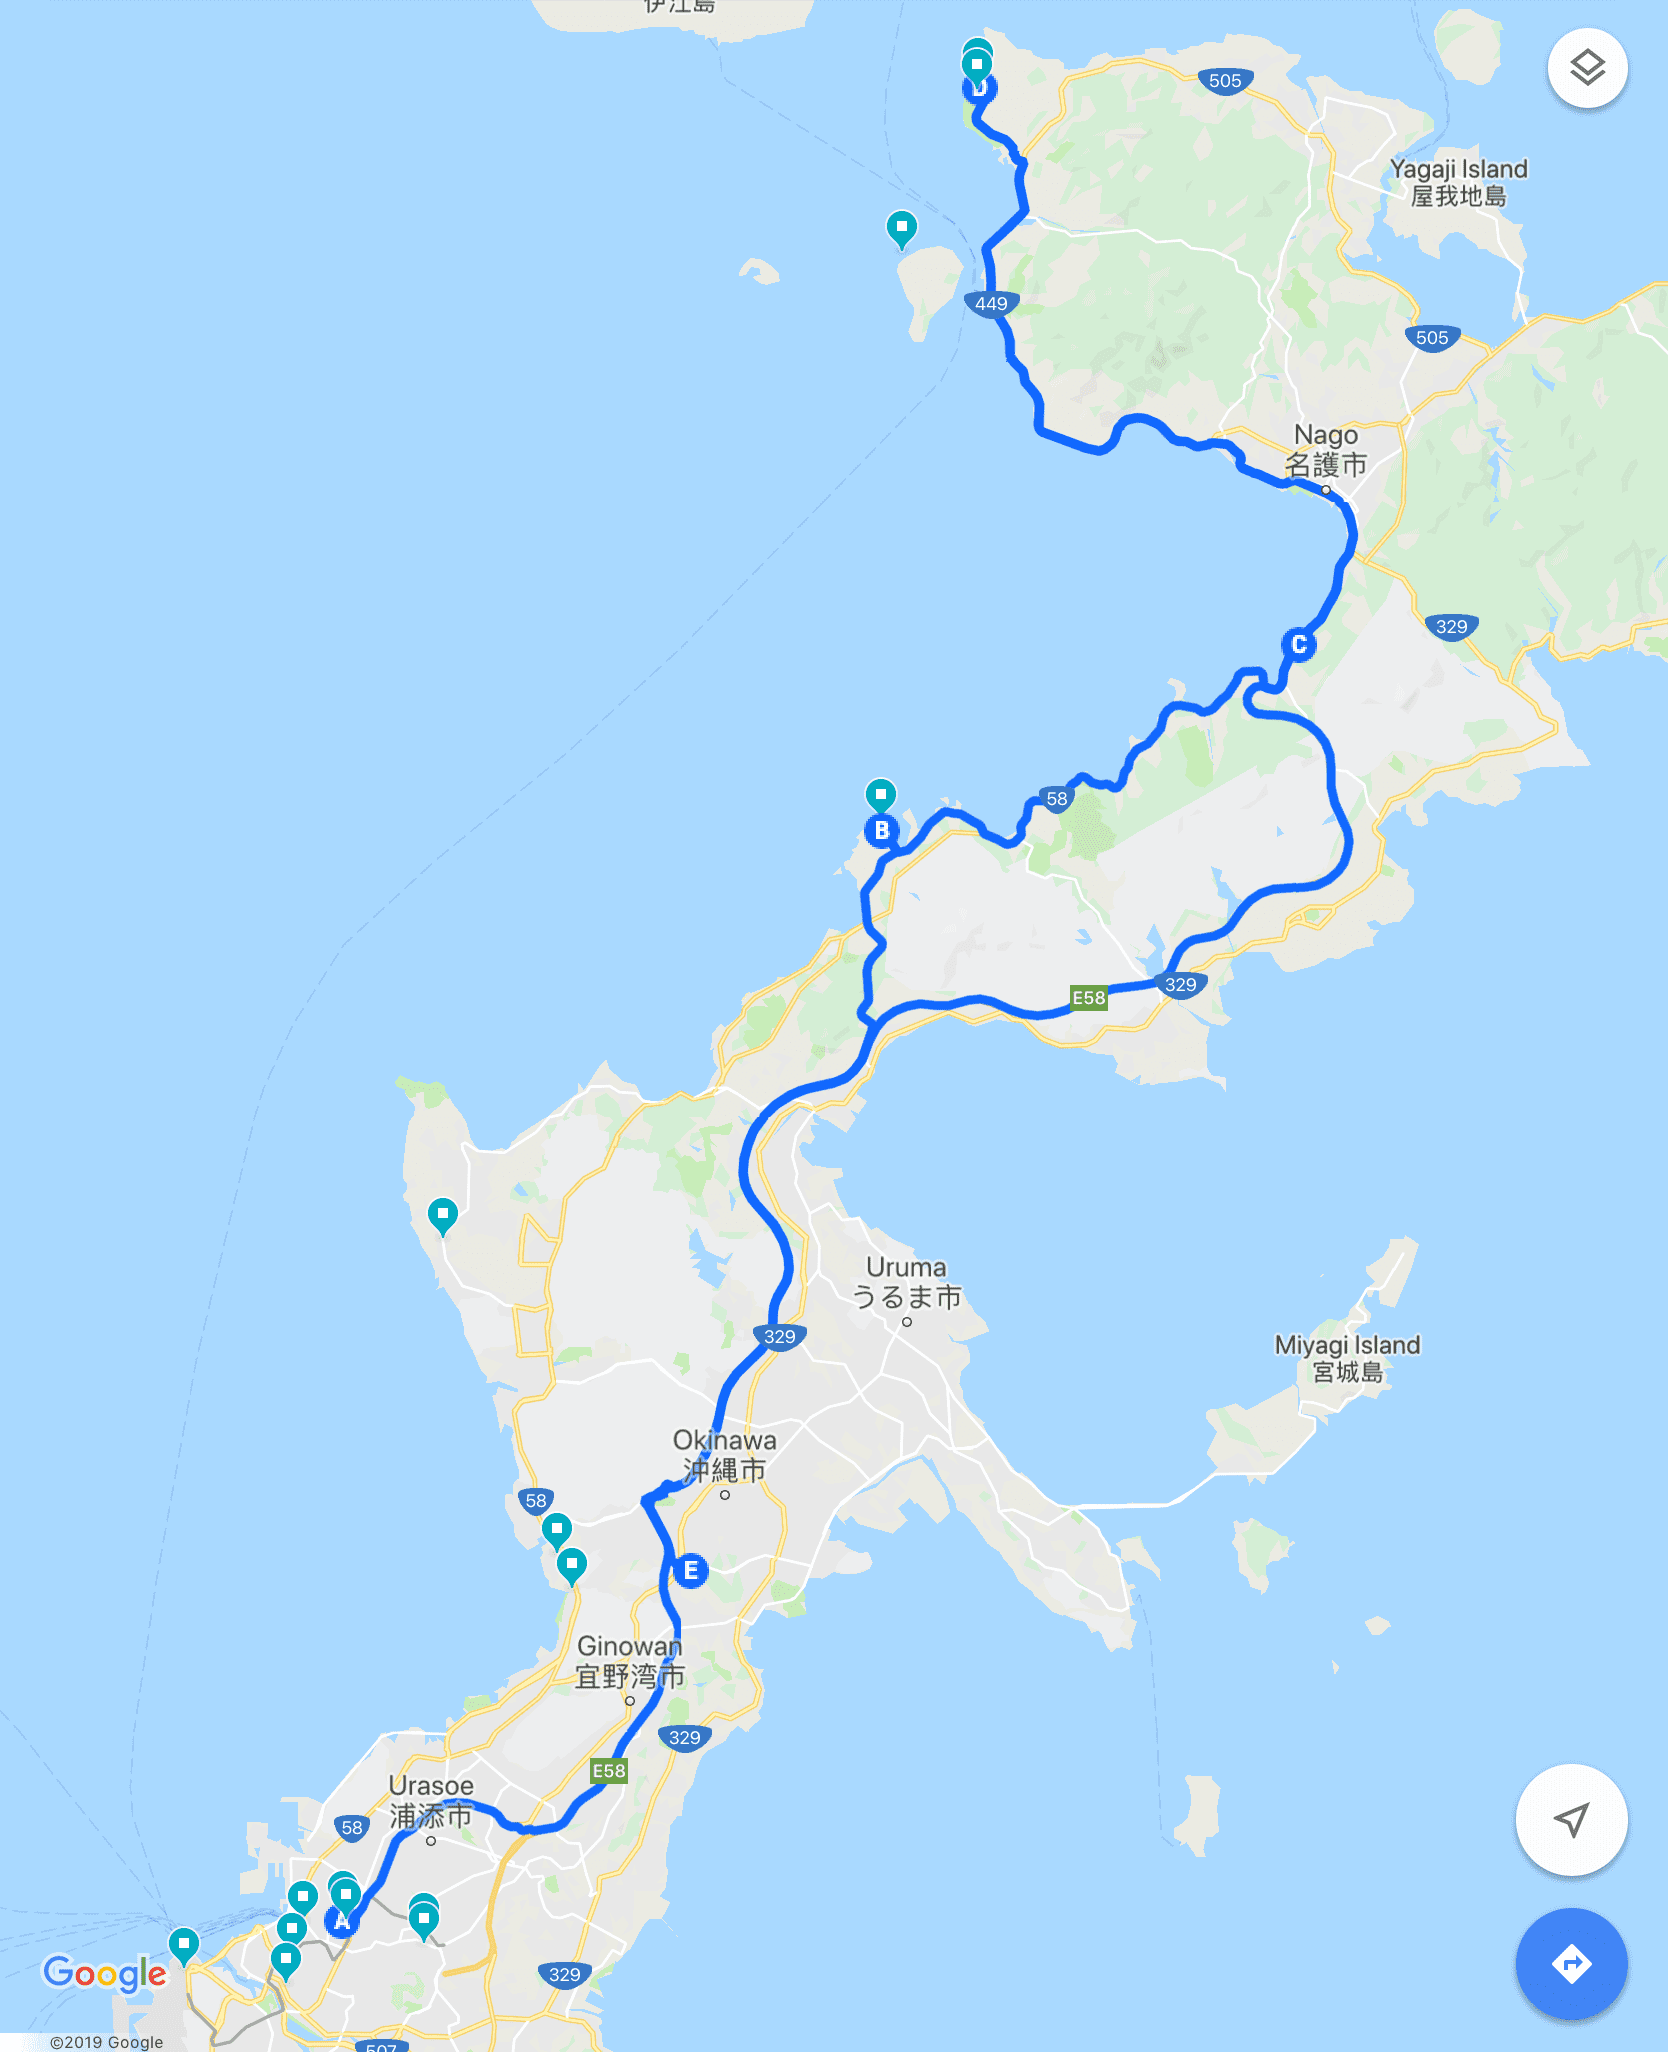 伊江島
D
505
Yagaji Island
屋我地島
449
505
Nago
名護市
329
C
58
B
329
E58
Uruma
うるま市
329
Miyagi Island
宮城島
Okinawa
沖縄市
58
E
Ginowan
宜野湾市
329
E58
Urasoe
浦添市
58
A
Google
329
©2019 Google
507